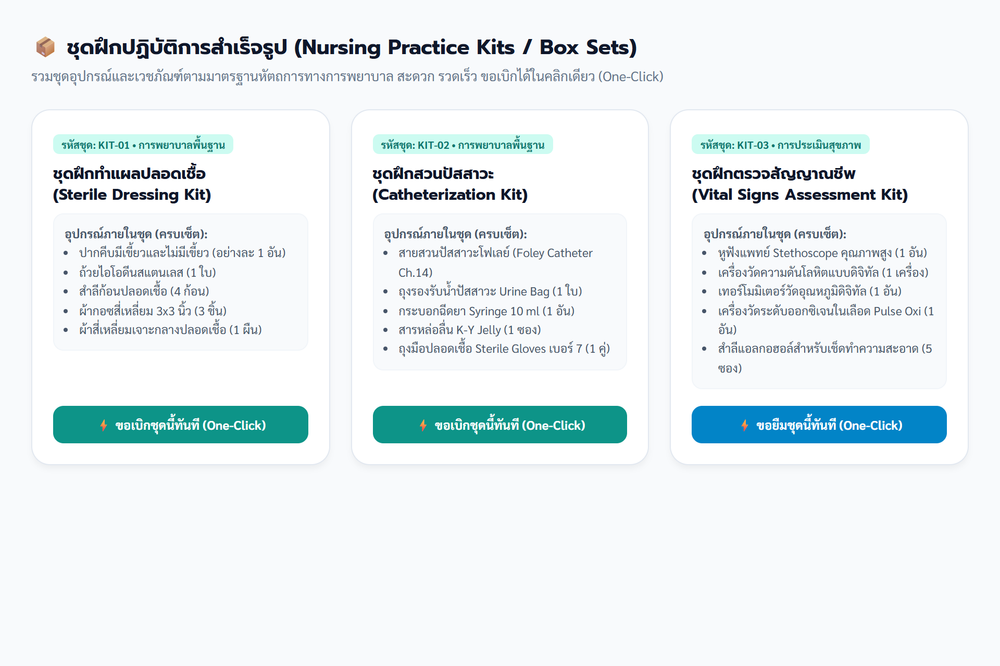 ชุดฝึกปฏิบัติการสำเร็จรูป (Nursing Practice Kits / Box Sets)
รวมชุดอุปกรณ์และเวชภัณฑ์ตามมาตรฐานหัตถการทางการพยาบาล สะดวก รวดเร็ว ขอเบิกได้ในคลิกเดียว (One-Click)
รหัสชุด: KIT-01 • การพยาบาลพื้นฐาน
ชุดฝึกทำแผลปลอดเชื้อ
(Sterile Dressing Kit)
อุปกรณ์ภายในชุด (ครบเซ็ต):
• ปากคีบมีเขี้ยวและไม่มีเขี้ยว (อย่างละ 1 อัน)
• ถ้วยไอโอดีนสแตนเลส (1 ใบ)
• สำลีก้อนปลอดเชื้อ (4 ก้อน)
• ผ้ากอซสี่เหลี่ยม 3x3 นิ้ว (3 ชิ้น)
• ผ้าสี่เหลี่ยมเจาะกลางปลอดเชื้อ (1 ผืน)
ขอเบิกชุดนี้ทันที (One-Click)
รหัสชุด: KIT-02 • การพยาบาลพื้นฐาน
ชุดฝึกสวนปัสสาวะ
(Catheterization Kit)
อุปกรณ์ภายในชุด (ครบเซ็ต):
• สายสวนปัสสาวะโฟเลย์ (Foley Catheter
Ch.14)
• ถุงรองรับน้ำปัสสาวะ Urine Bag (1 ใบ)
• กระบอกฉีดยา Syringe 10 ml (1 อัน)
• สารหล่อลื่น K-Y Jelly (1 ซอง)
• ถุงมือปลอดเชื้อ Sterile Gloves เบอร์ 7 (1 คู่)
ขอเบิกชุดนี้ทันที (One-Click)
รหัสชุด: KIT-03 • การประเมินสุขภาพ
ชุดฝึกตรวจสัญญาณชีพ
(Vital Signs Assessment Kit)
อุปกรณ์ภายในชุด (ครบเซ็ต):
• หูฟังแพทย์ Stethoscope คุณภาพสูง (1 อัน)
• เครื่องวัดความดันโลหิตแบบดิจิทัล (1 เครื่อง)
• เทอร์โมมิเตอร์วัดอุณหภูมิดิจิทัล (1 อัน)
• เครื่องวัดระดับออกซิเจนในเลือด Pulse Oxi (1
อัน)
• สำลีแอลกอฮอล์สำหรับเช็ดทำความสะอาด (5
ซอง)
ขอยืมชุดนี้ทันที (One-Click)